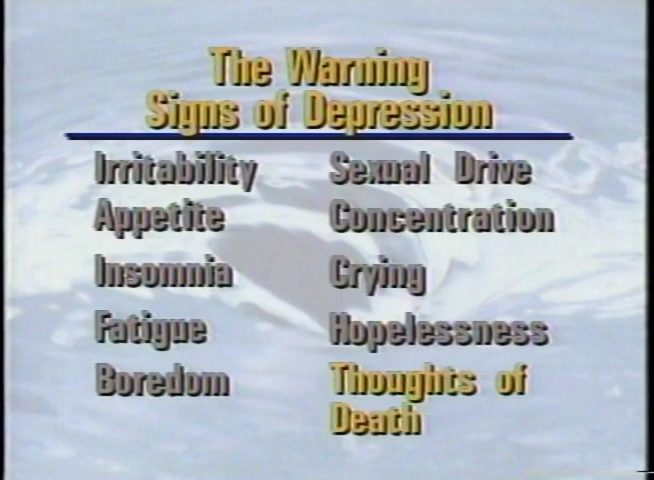 The Warning
Signs of Depression
Irritability
Appetite
Insomnia
Fatigue
Boredom
Sexual Drive
Concentration
Crying
Hopelessness
Thoughts of
Death